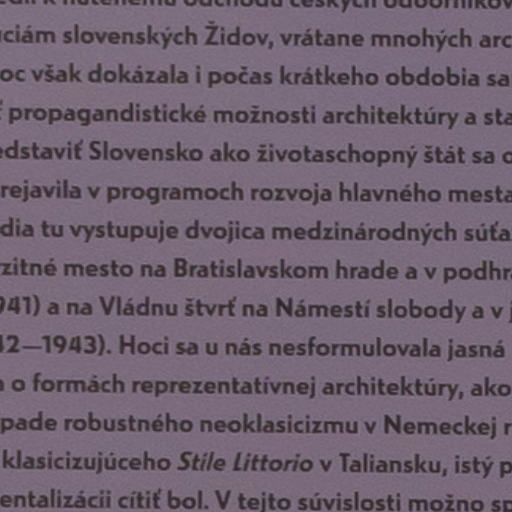 k nútenému odchodu českých odborníkov
ciám slovenských Židov, vrátane mnohých arc
oc však dokázala i počas krátkeho obdobia sa
ť propagandistické možnosti architektúry a sta
edstaviť Slovensko ako životaschopný štát sa o
rejavila v programoch rozvoja hlavného mesta
dia tu vystupuje dvojica medzinárodných súťa
zitné mesto na Bratislavskom hrade a v podhr
941) a na Vládnu štvrť na Námestí slobody a v j
42—1943). Hoci sa u nás nesformulovala jasná
a o formách reprezentatívnej architektúry, ako
pade robustného neoklasicizmu v Nemeckej r
klasicizujúceho Stile Littorio v Taliansku, istý p
entalizácii cítiť bol. V tejto súvislosti možno sp